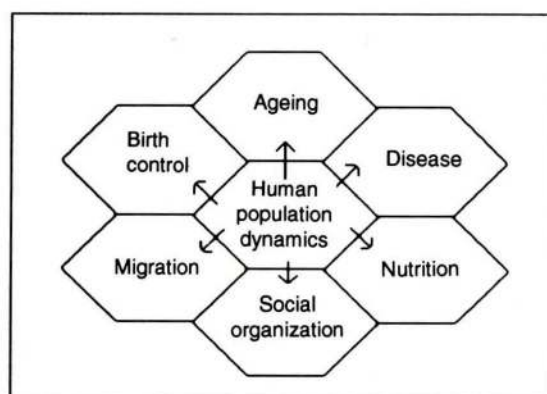 Ageing
Birth
control
Disease
Human
population
dynamics
Migration
Nutrition
Social
organization